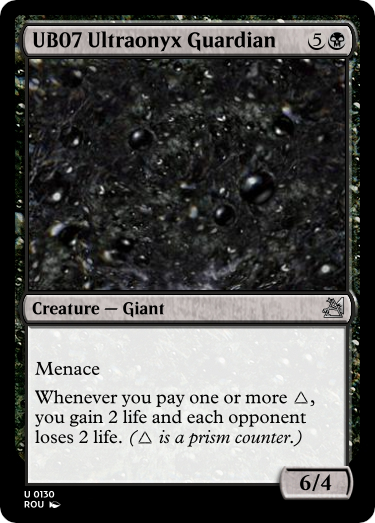 UB07 Ultraonyx Guardian 5
Creature — Giant
Menace
Whenever you pay one or more △,
you gain 2 life and each opponent
loses 2 life. (△ is a prism counter.)
6/4
U 0130
ROU